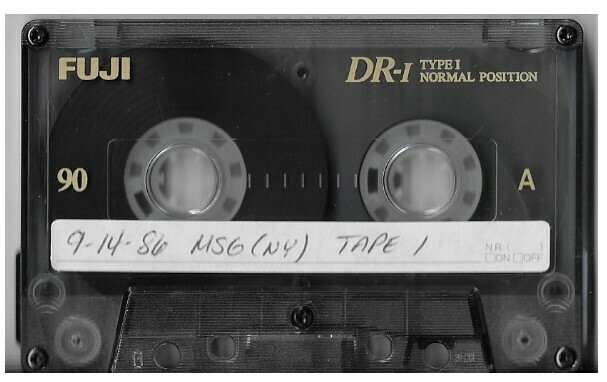 FUJI
DR-I TYPE I
NORMAL POSITION
90
A
9-14-86 MSG (NY) TAPE 1
NR ( )
□ON □OFF